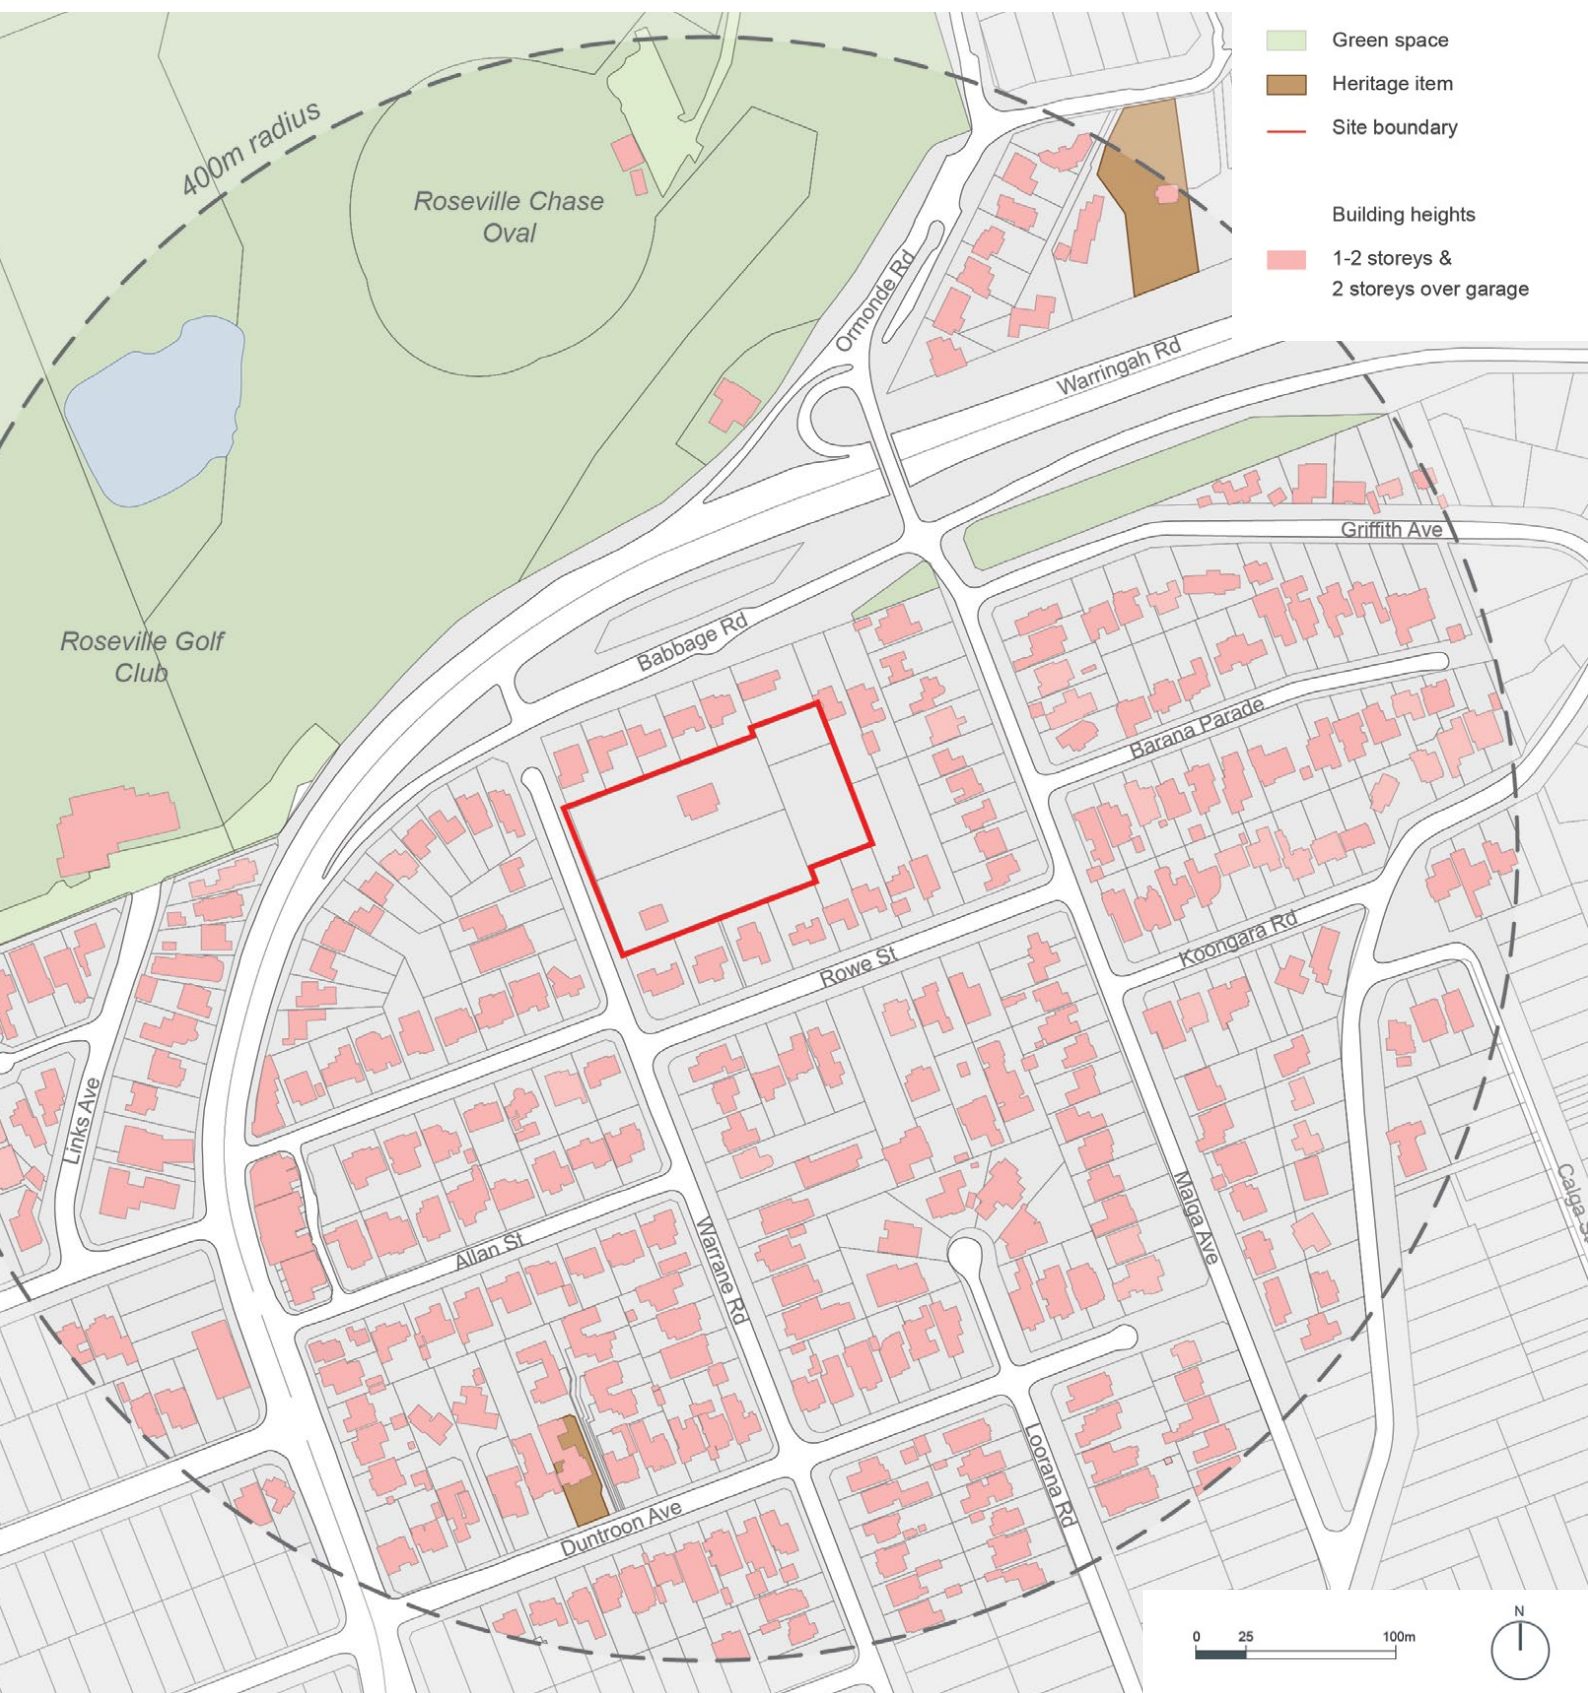 Green space
Heritage item
Site boundary
Building heights
1-2 storeys &
2 storeys over garage
400m radius
Roseville Chase
Oval
Ormonde Rd
Warringah Rd
Griffith Ave
Roseville Golf
Club
Babbage Rd
Barana Parade
Koongara Rd
Rowe St
Links Ave
Malga Ave
Calga St
Allan St
Warrane Rd
Loorana Rd
Duntroon Ave
0 25 100m
N